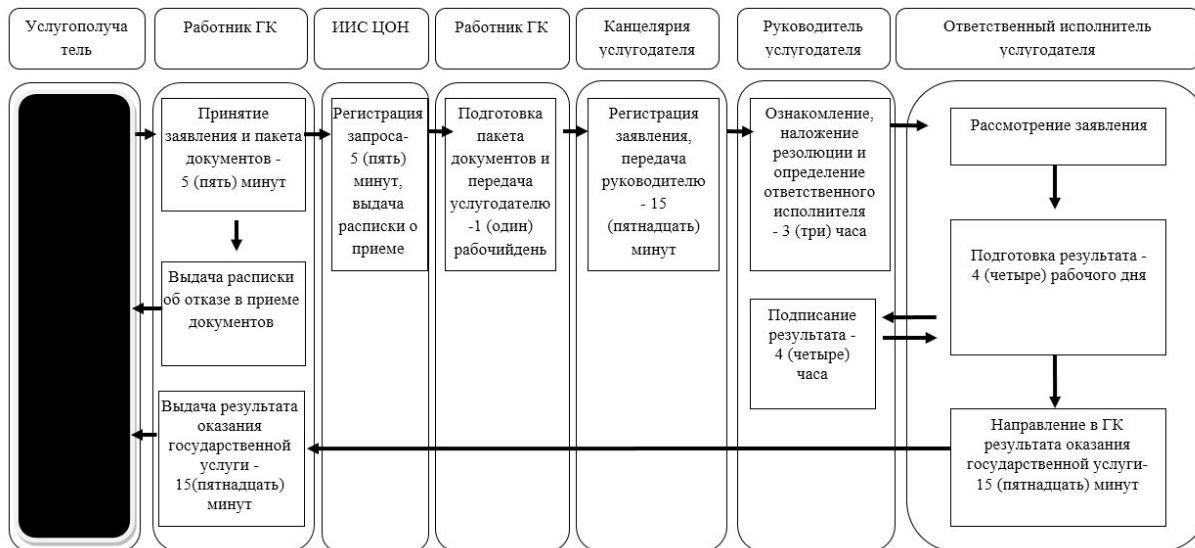 Услугополуча
тель
Работник ГК
ИИС ЦОН
Работник ГК
Канцелярия
услугодателя
Руководитель
услугодателя
Ответственный исполнитель
услугодателя
Принятие
заявления и пакета
документов -
5 (пять) минут
Выдача расписки
об отказе в приеме
документов
Выдача результата
оказания
государственной
услуги -
15(пятнадцать)
минут
Регистрация
запроса-
5 (пять)
минут,
выдача
расписки о
приеме
Подготовка
пакета
документов и
передача
услугодателю
-1 (один)
рабочийдень
Регистрация
заявления,
передача
руководителю
- 15
(пятнадцать)
минут
Ознакомление,
наложение
резолюции и
определение
ответственного
исполнителя
- 3 (три) часа
Подписание
результата -
4 (четыре)
часа
Рассмотрение заявления
Подготовка результата -
4 (четыре) рабочего дня
Направление в ГК
результата оказания
государственной услуги-
15 (пятнадцать) минут